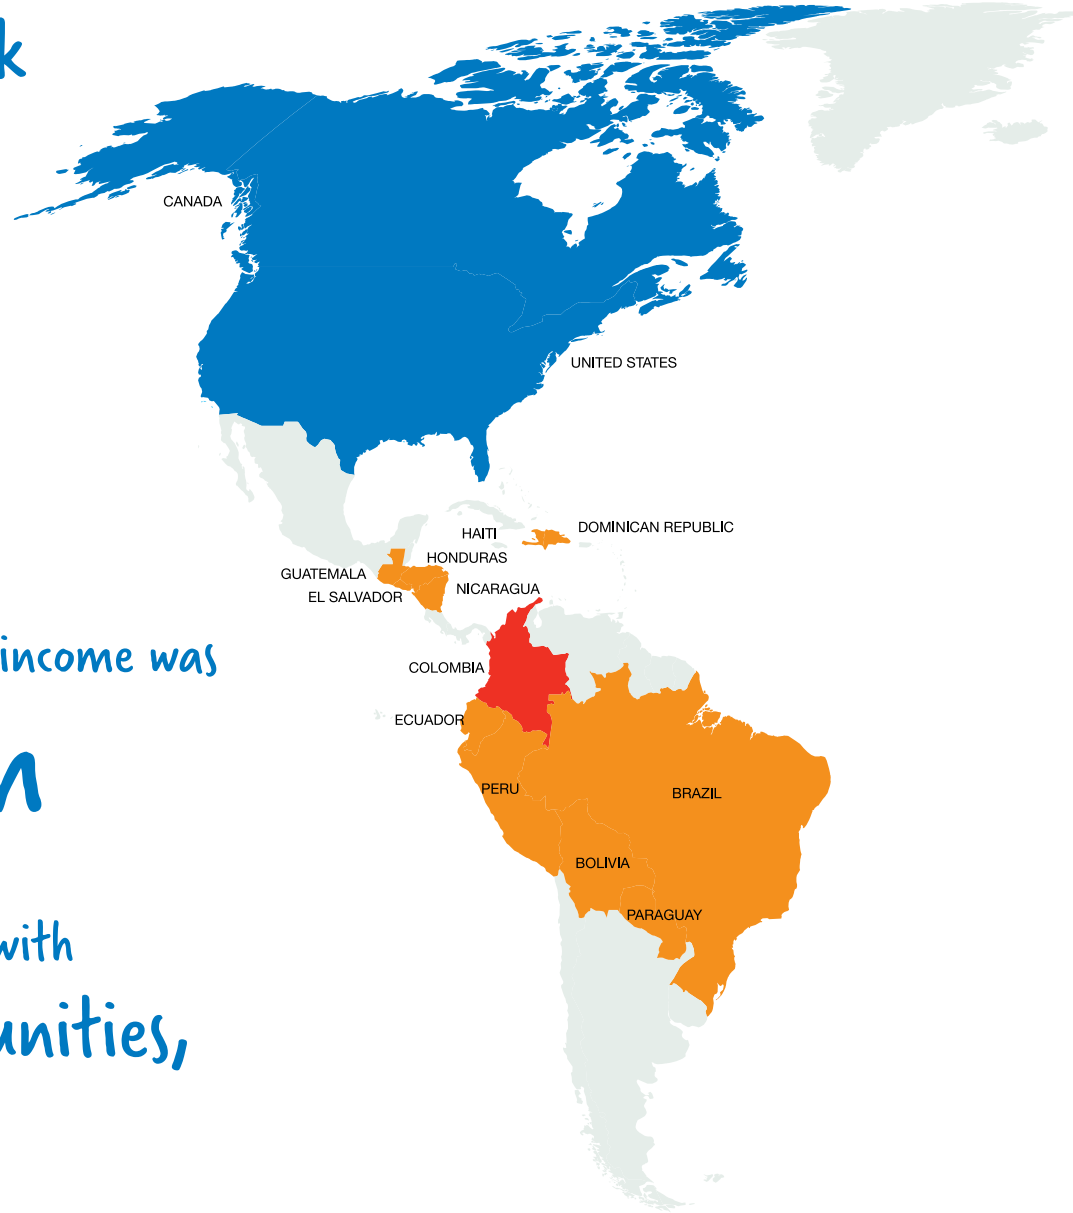 k
CANADA
UNITED STATES
HAITI
DOMINICAN REPUBLIC
HONDURAS
GUATEMALA
NICARAGUA
EL SALVADOR
income was
COLOMBIA
ECUADOR
n
PERU
BRAZIL
BOLIVIA
PARAGUAY
with
unities,